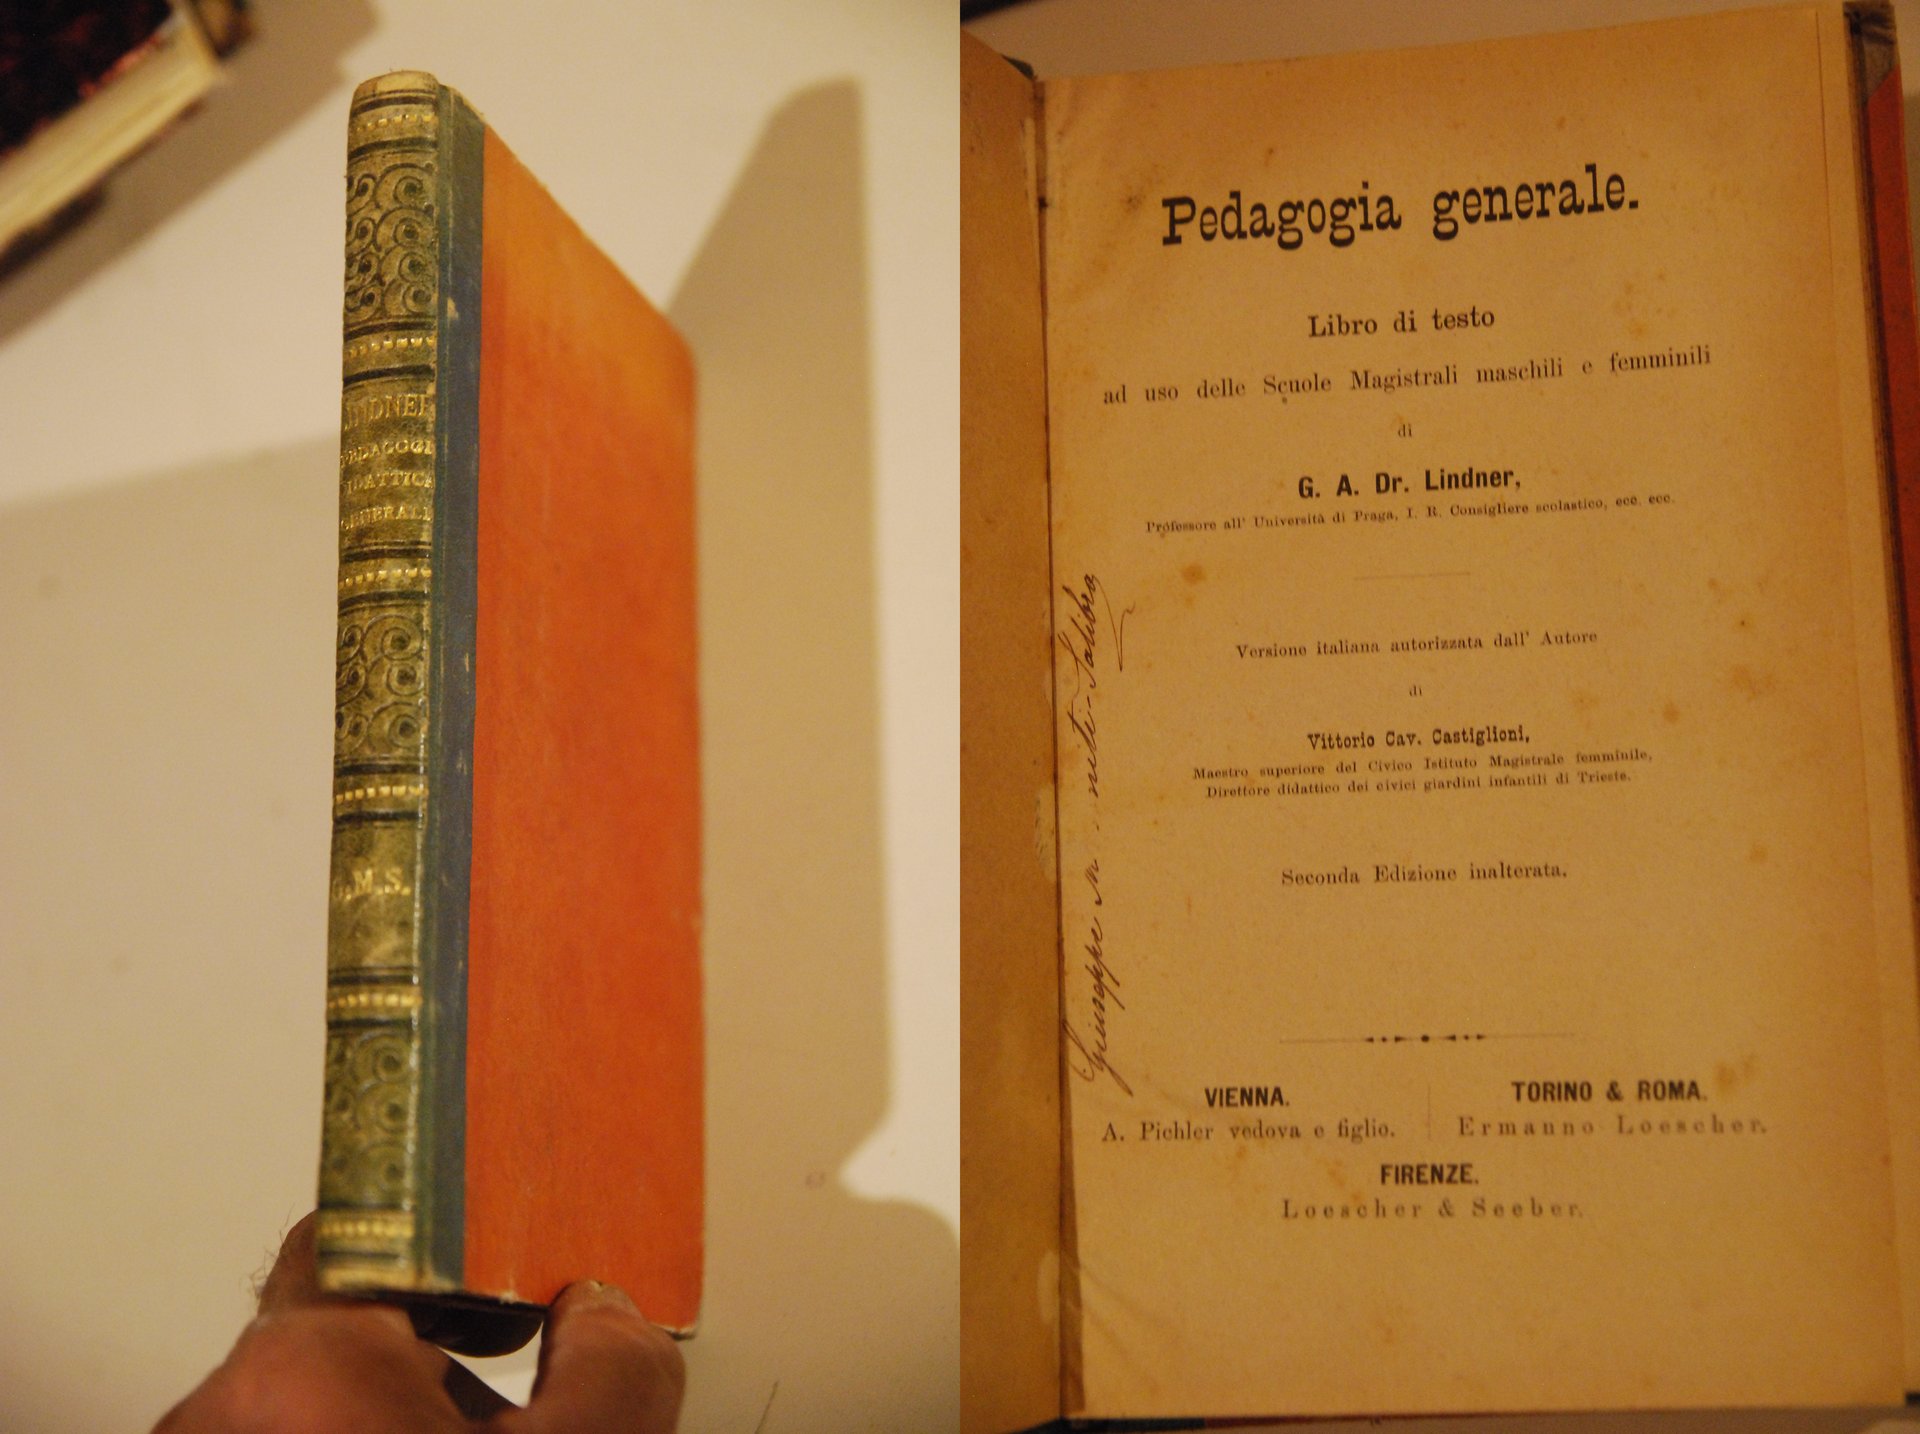 LINDNER
PEDAGOGI
DIDATTICA
GENERALE
G.M.S.
Pedagogia generale.
Libro di testo
ad uso delle Scuole Magistrali maschili e femminili
di
G. A. Dr. Lindner,
Professore all' Università di Praga, I. R. Consigliere scolastico, ecc. ecc.
Versione italiana autorizzata dall' Autore
di
Vittorio Cav. Castiglioni,
Maestro superiore del Civico Istituto Magistrale femminile,
Direttore didattico dei civici giardini infantili di Trieste.
Seconda Edizione inalterata.
VIENNA.
A. Pichler vedova e figlio.
TORINO & ROMA.
Ermanno Loescher.
FIRENZE.
Loescher & Seeber.
Giuseppe